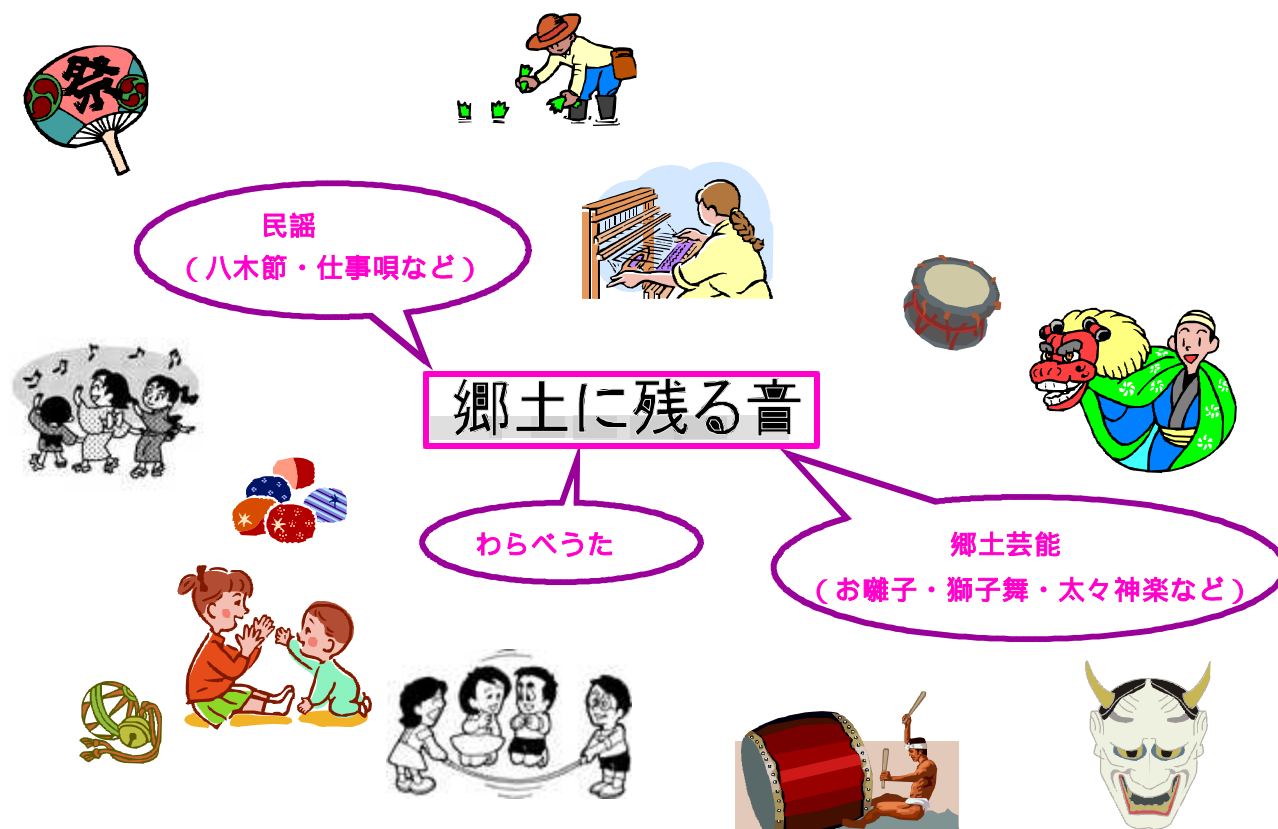 祭
民謡
（八木節・仕事唄など）
郷土に残る音
わらべうた
郷土芸能
（お囃子・獅子舞・太々神楽など）